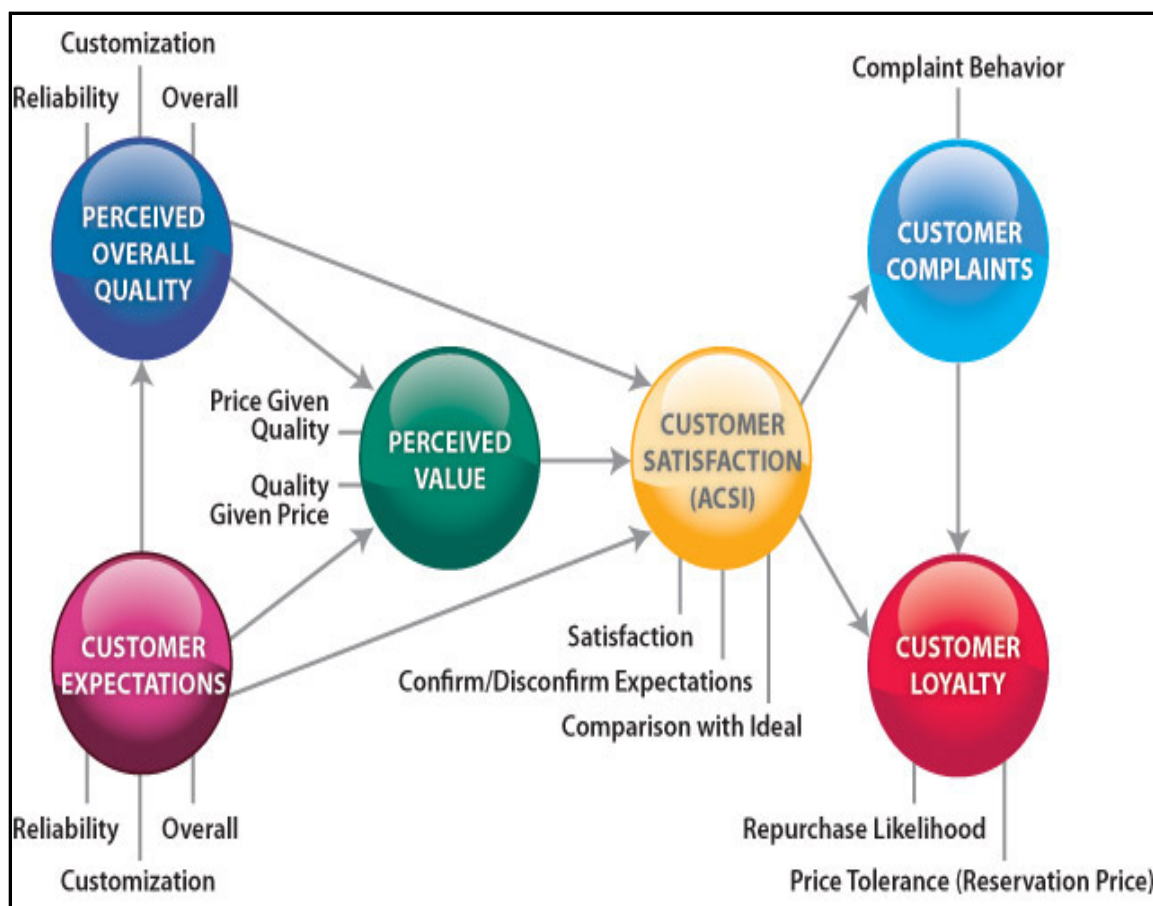 Customization
Reliability
Overall
Complaint Behavior
PERCEIVED
OVERALL
QUALITY
CUSTOMER
COMPLAINTS
Price Given
Quality
Quality
Given Price
PERCEIVED
VALUE
CUSTOMER
SATISFACTION
(ACSI)
CUSTOMER
EXPECTATIONS
Satisfaction
Confirm/Disconfirm Expectations
Comparison with Ideal
CUSTOMER
LOYALTY
Reliability
Overall
Customization
Repurchase Likelihood
Price Tolerance (Reservation Price)